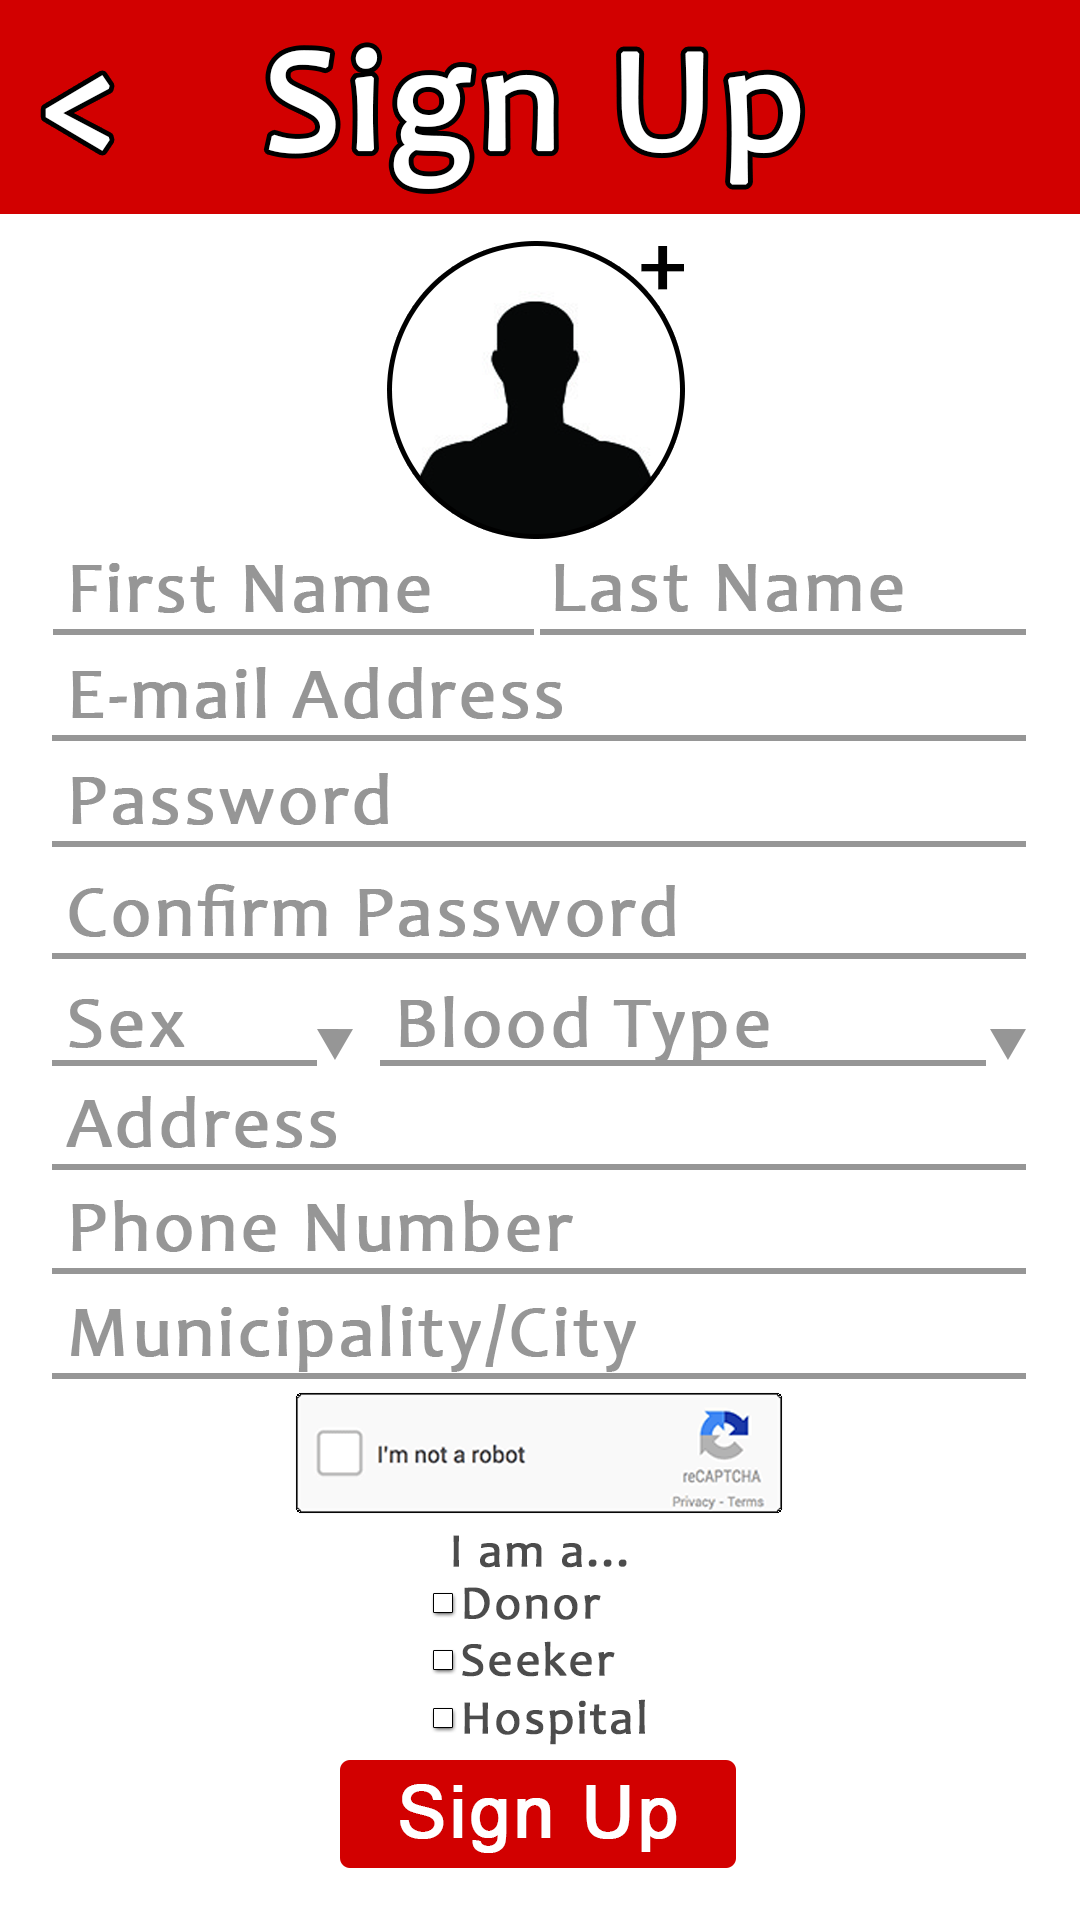 < Sign Up
+
First Name Last Name
E-mail Address
Password
Confirm Password
Sex ▼ Blood Type ▼
Address
Phone Number
Municipality/City
I'm not a robot
reCAPTCHA
Privacy - Terms
I am a...
Donor
Seeker
Hospital
Sign Up